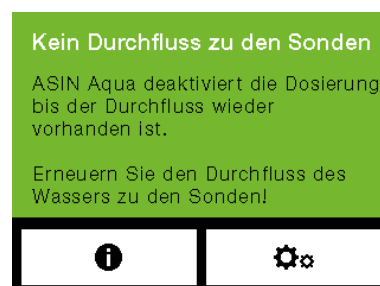 Kein Durchfluss zu den Sonden
ASIN Aqua deaktiviert die Dosierung
bis der Durchfluss wieder
vorhanden ist.
Erneuern Sie den Durchfluss des
Wassers zu den Sonden!